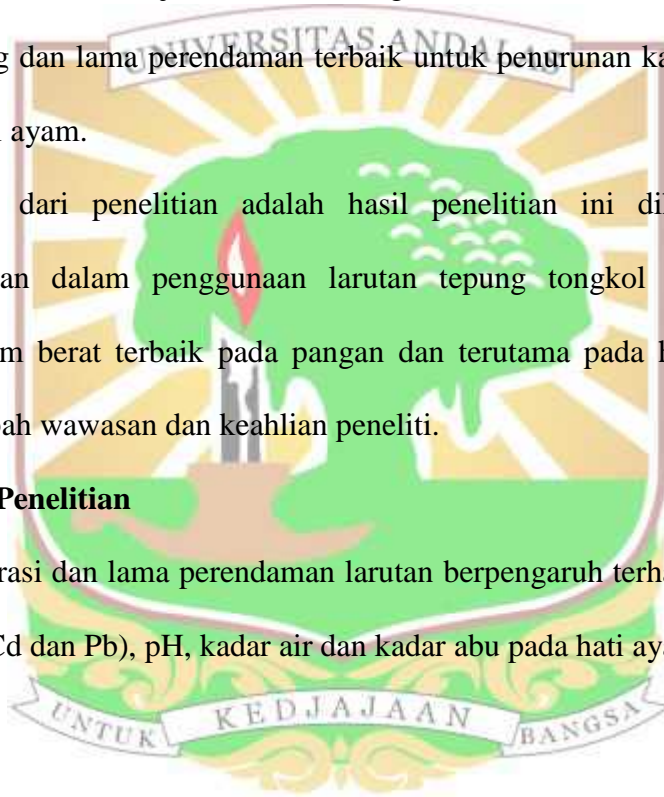 UNIVERSITAS ANDALAS
g dan lama perendaman terbaik untuk penurunan ka
ayam.
dari penelitian adalah hasil penelitian ini di
an dalam penggunaan larutan tepung tongkol
m berat terbaik pada pangan dan terutama pada h
ah wawasan dan keahlian peneliti.
Penelitian
rasi dan lama perendaman larutan berpengaruh terha
Cd dan Pb), pH, kadar air dan kadar abu pada hati aya
UNTUK KEDJAJAAN BANGSA